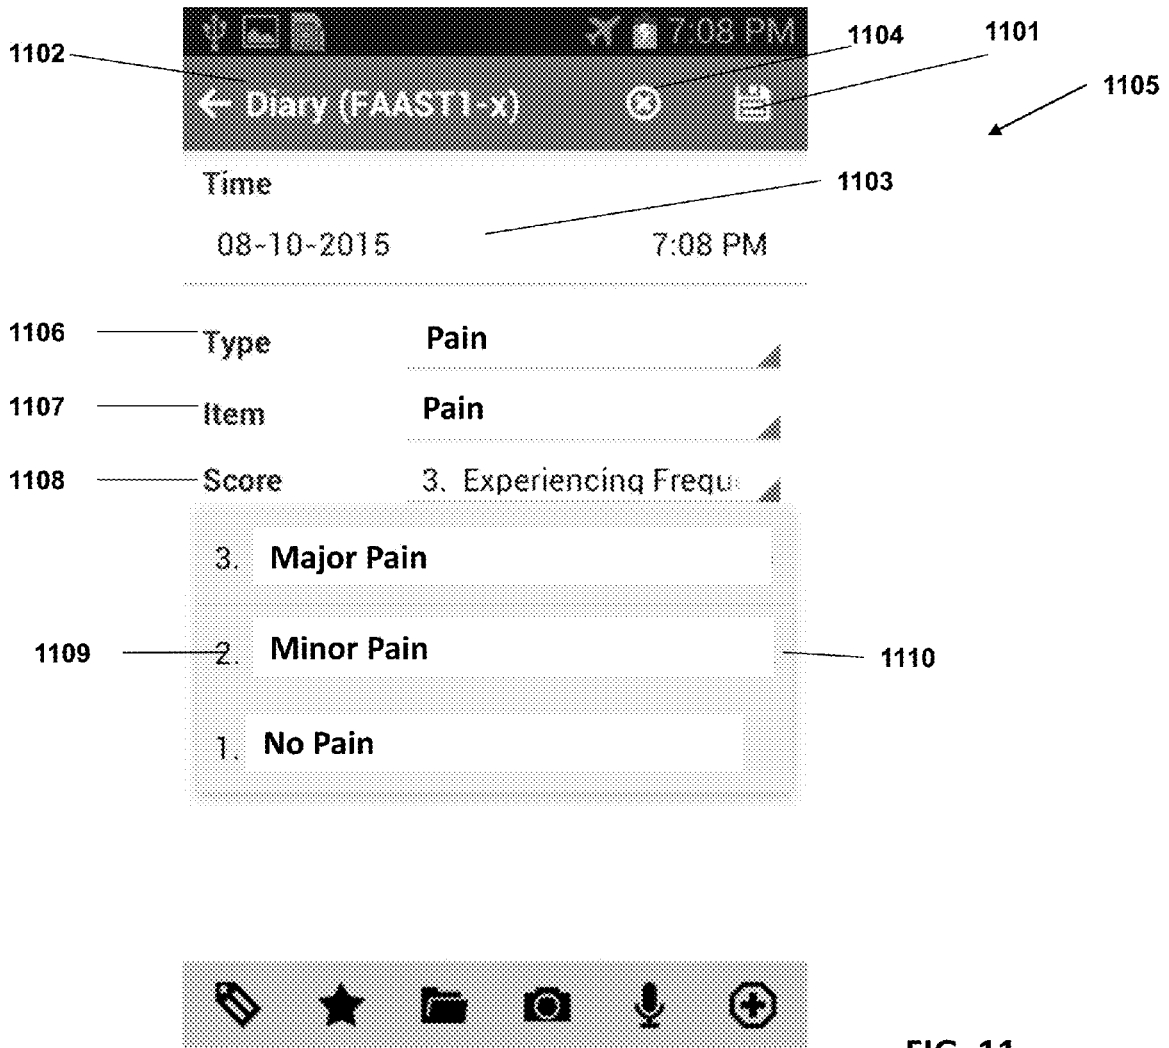 7:08 PM
1102
1104
1101
1105
Diary (FAAST1-x)
Time
1103
08-10-2015 7:08 PM
1106 Type Pain
1107 Item Pain
1108 Score 3. Experiencing Frequ
3. Major Pain
1109 2. Minor Pain 1110
1. No Pain
FIG. 11